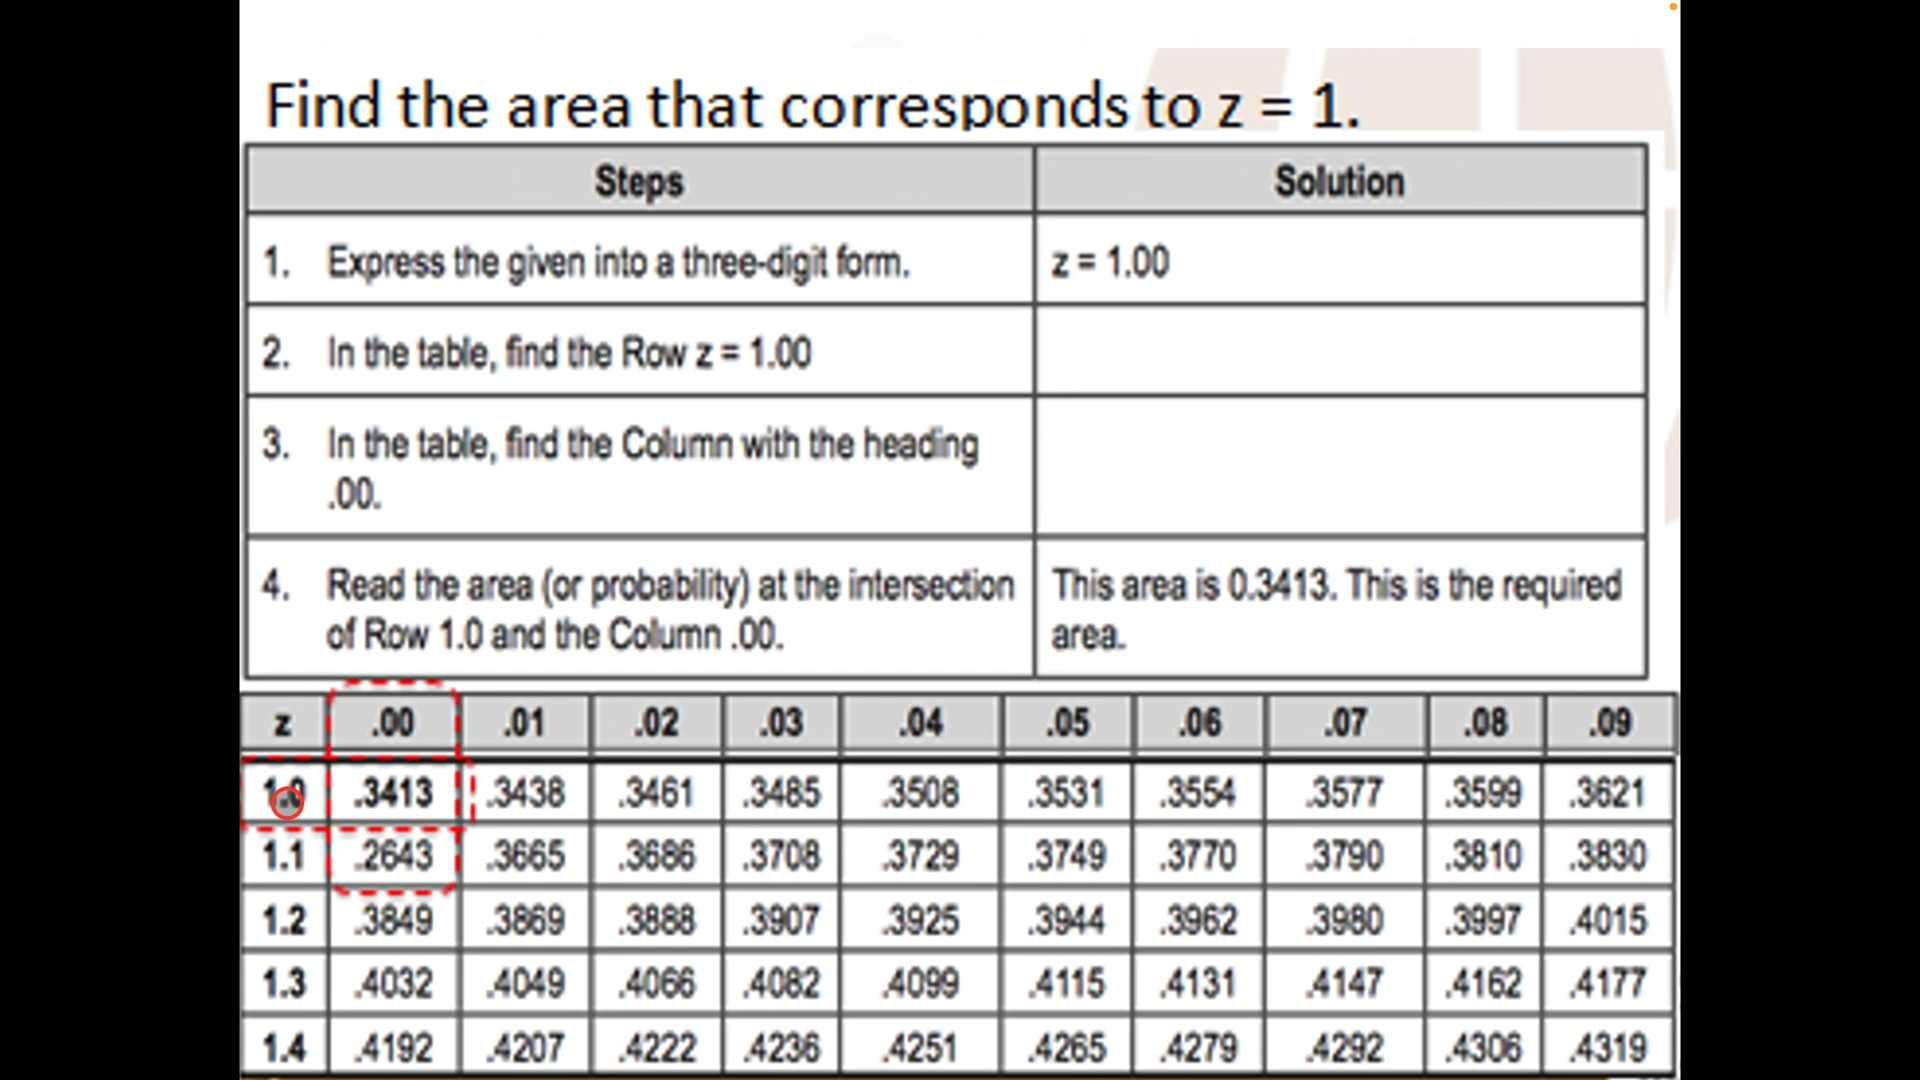 Find the area that corresponds to z = 1.
Steps Solution
1. Express the given into a three-digit form. z = 1.00
2. In the table, find the Row z = 1.00
3. In the table, find the Column with the heading
.00.
4. Read the area (or probability) at the intersection This area is 0.3413. This is the required
of Row 1.0 and the Column .00. area.
z .00 .01 .02 .03 .04 .05 .06 .07 .08 .09
1.0 .3413 .3438 .3461 .3485 .3508 .3531 .3554 .3577 .3599 .3621
1.1 .2643 .3665 .3686 .3708 .3729 .3749 .3770 .3790 .3810 .3830
1.2 .3849 .3869 .3888 .3907 .3925 .3944 .3962 .3980 .3997 .4015
1.3 .4032 .4049 .4066 .4082 .4099 .4115 .4131 .4147 .4162 .4177
1.4 .4192 .4207 .4222 .4236 .4251 .4265 .4279 .4292 .4306 .4319